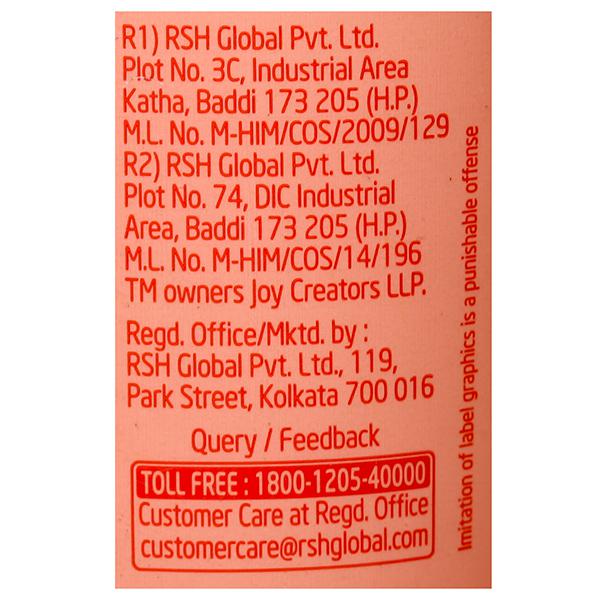 R1) RSH Global Pvt. Ltd.
Plot No. 3C, Industrial Area
Katha, Baddi 173 205 (H.P.)
M.L. No. M-HIM/COS/2009/129
R2) RSH Global Pvt. Ltd.
Plot No. 74, DIC Industrial
Area, Baddi 173 205 (H.P.)
M.L. No. M-HIM/COS/14/196
TM owners Joy Creators LLP.
Regd. Office/Mktd. by :
RSH Global Pvt. Ltd., 119,
Park Street, Kolkata 700 016
Query / Feedback
TOLL FREE : 1800-1205-40000
Customer Care at Regd. Office
customercare@rshglobal.com
Imitation of label graphics is a punishable offense